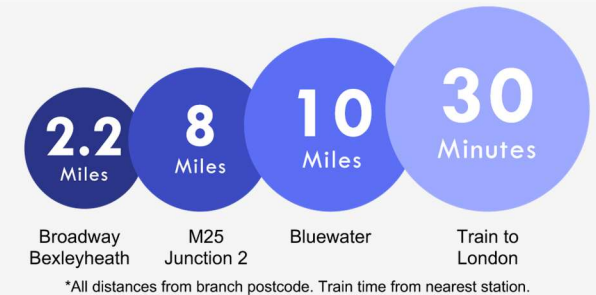 2.2
Miles
8
Miles
10
Miles
30
Minutes
Broadway
Bexleyheath
M25
Junction 2
Bluewater
Train to
London
*All distances from branch postcode. Train time from nearest station.